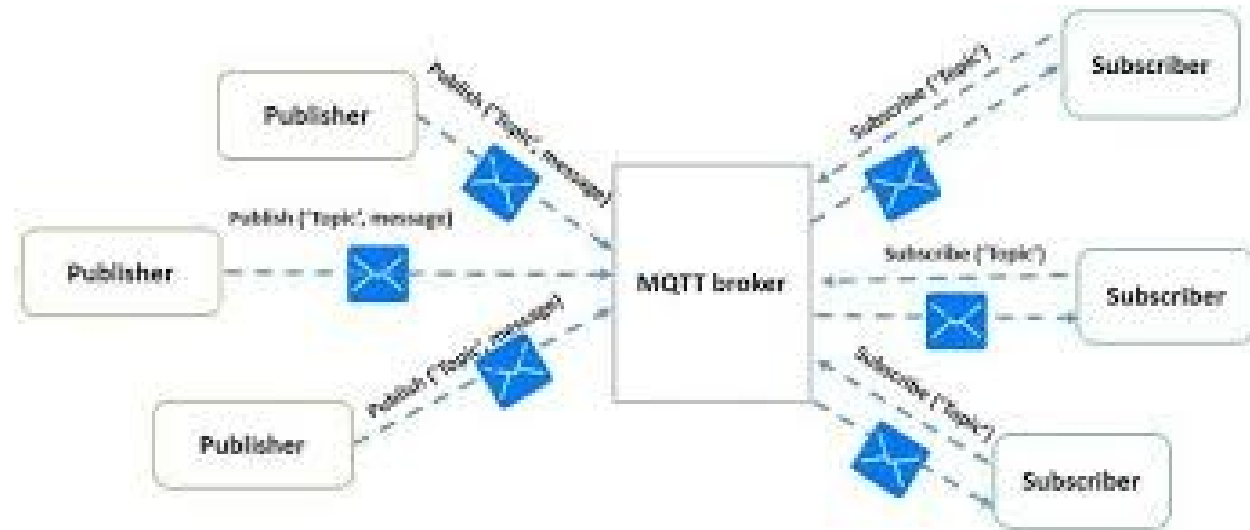 Publisher
Publish ("Topic", message)
Publish ("Topic", message)
Publisher
Publish ("Topic", message)
Publisher
MQTT broker
Subscribe ("Topic")
Subscriber
Subscribe ("Topic")
Subscriber
Subscribe ("Topic")
Subscriber